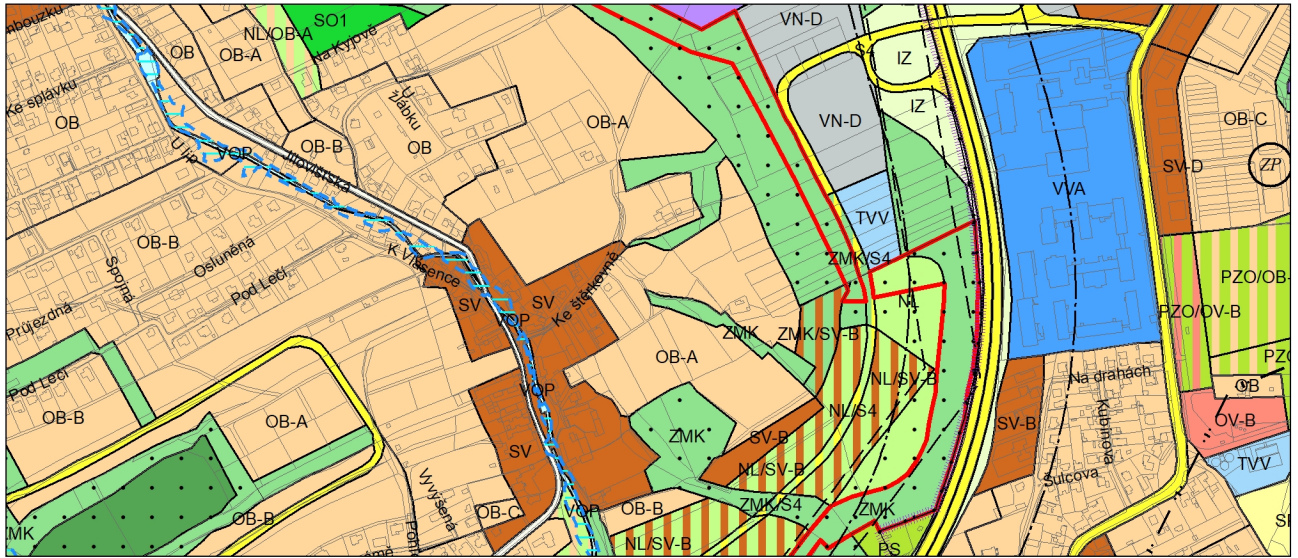 SO1
VN-D
NL/OB-A
Na Kyjově
OB
OB-A
S4
IZ
Ke splávku
U Žlábku
IZ
OB
OB-A
VN-D
OB-C
OB-B
OB
U lip
VOP
Jílovišťská
ZP
SV-D
VVA
TVV
OB-B
Osluněná
K Vlásence
ZMK/S4
Spojná
Pod Lečí
PZO/OB-
SV
SV
Ke štěrkovně
NL
VOP
PZO/OV-B
Průjezdná
ZMK
ZMK/SV-B
OB-A
PZO
Pod Lečí
NL/SV-B
Na drahách
OB
VOP
OB-B
OB-A
NL/S4
Kubínova
SV-B
OV-B
ZMK
SV-B
SV
TVV
NL/SV-B
Šulcova
Vyvýšená
ZMK/S4
OB-C
VOP
OB-B
ZMK
OB-B
ZMK
NL/SV-B
PS